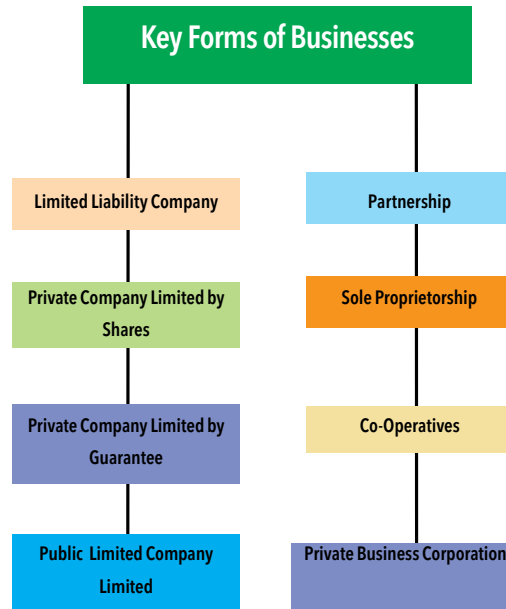 Key Forms of Businesses
Limited Liability Company
Private Company Limited by
Shares
Private Company Limited by
Guarantee
Public Limited Company
Limited
Partnership
Sole Proprietorship
Co-Operatives
Private Business Corporation